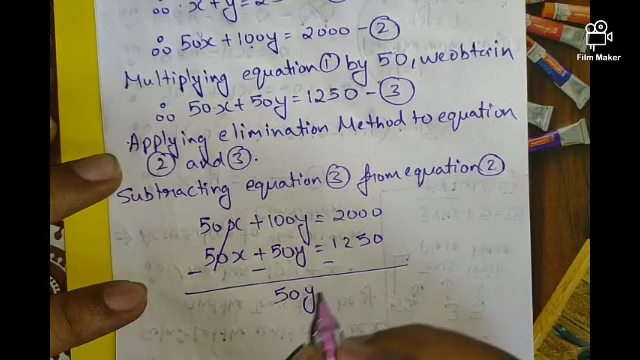 ∴ x+y=2
∴ 50x+100y = 2000 - ②
Multiplying equation ① by 50, we obtain
∴ 50x+50y=1250 - ③
Applying elimination Method to equation
② and ③.
Subtracting equation ③ from equation ②
50x +100y = 2000
50x + 50y = 1250
- - -
50y
Film Maker